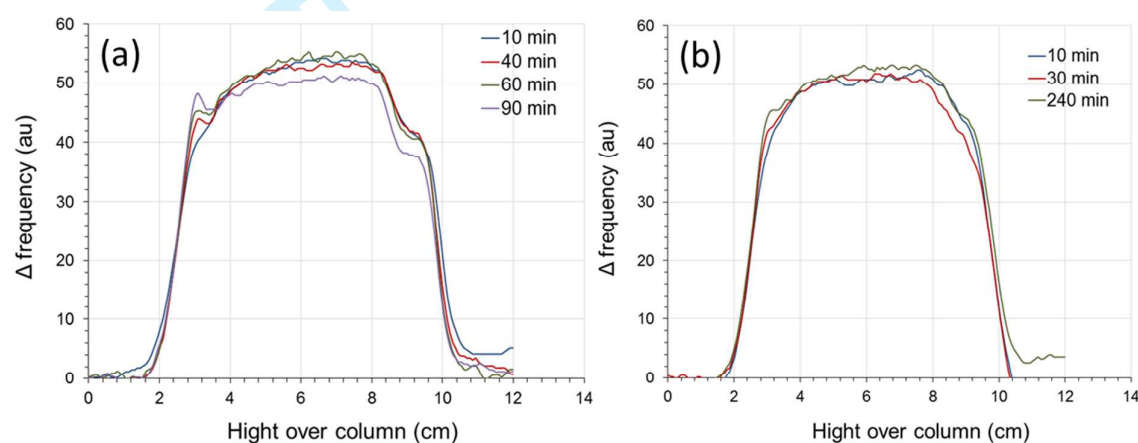 (a)
10 min
40 min
60 min
90 min
60
50
40
30
20
10
0
0 2 4 6 8 10 12 14
Δ frequency (au)
Hight over column (cm)
(b)
10 min
30 min
240 min
60
50
40
30
20
10
0
0 2 4 6 8 10 12 14
Δ frequency (au)
Hight over column (cm)